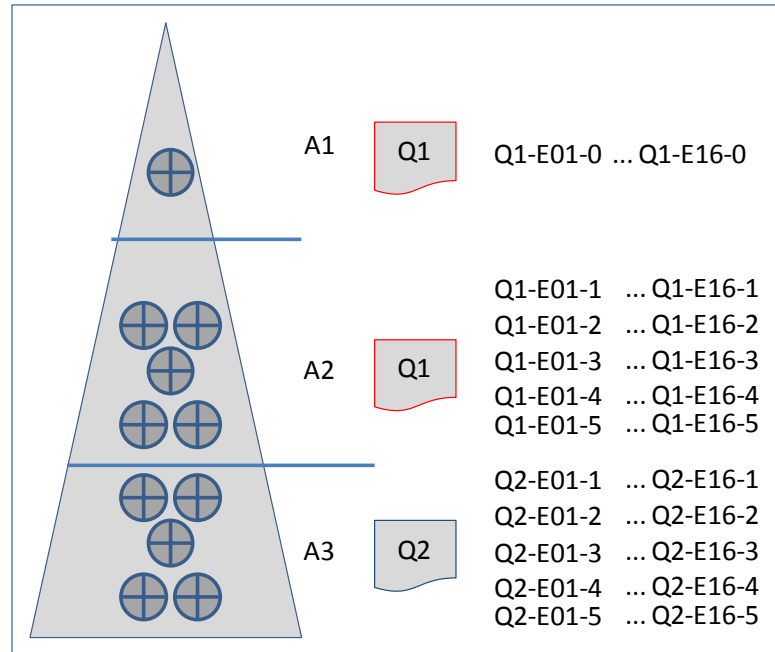 A1 Q1 Q1-E01-0 ... Q1-E16-0
Q1-E01-1 ... Q1-E16-1
Q1-E01-2 ... Q1-E16-2
A2 Q1 Q1-E01-3 ... Q1-E16-3
Q1-E01-4 ... Q1-E16-4
Q1-E01-5 ... Q1-E16-5
Q2-E01-1 ... Q2-E16-1
Q2-E01-2 ... Q2-E16-2
A3 Q2 Q2-E01-3 ... Q2-E16-3
Q2-E01-4 ... Q2-E16-4
Q2-E01-5 ... Q2-E16-5